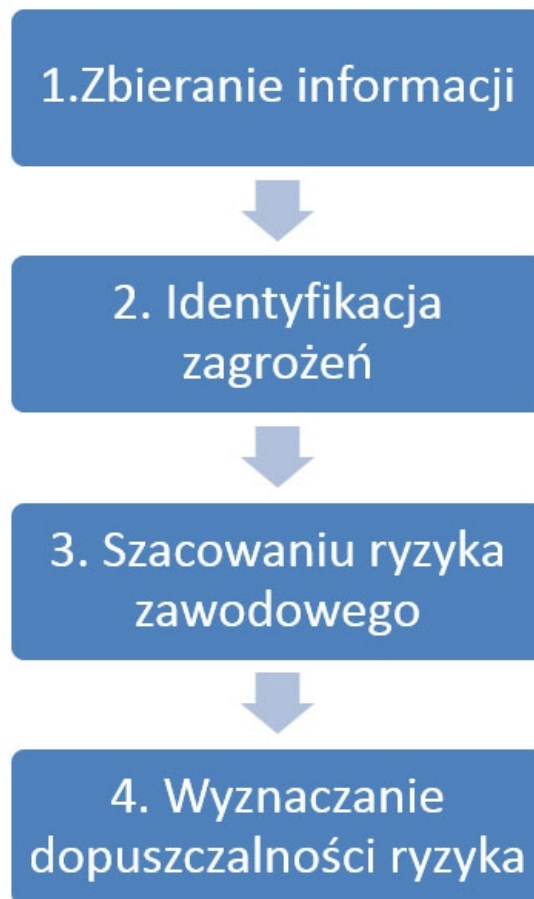 1.Zbieranie informacji
2. Identyfikacja
zagrożeń
3. Szacowaniu ryzyka
zawodowego
4. Wyznaczanie
dopuszczalności ryzyka